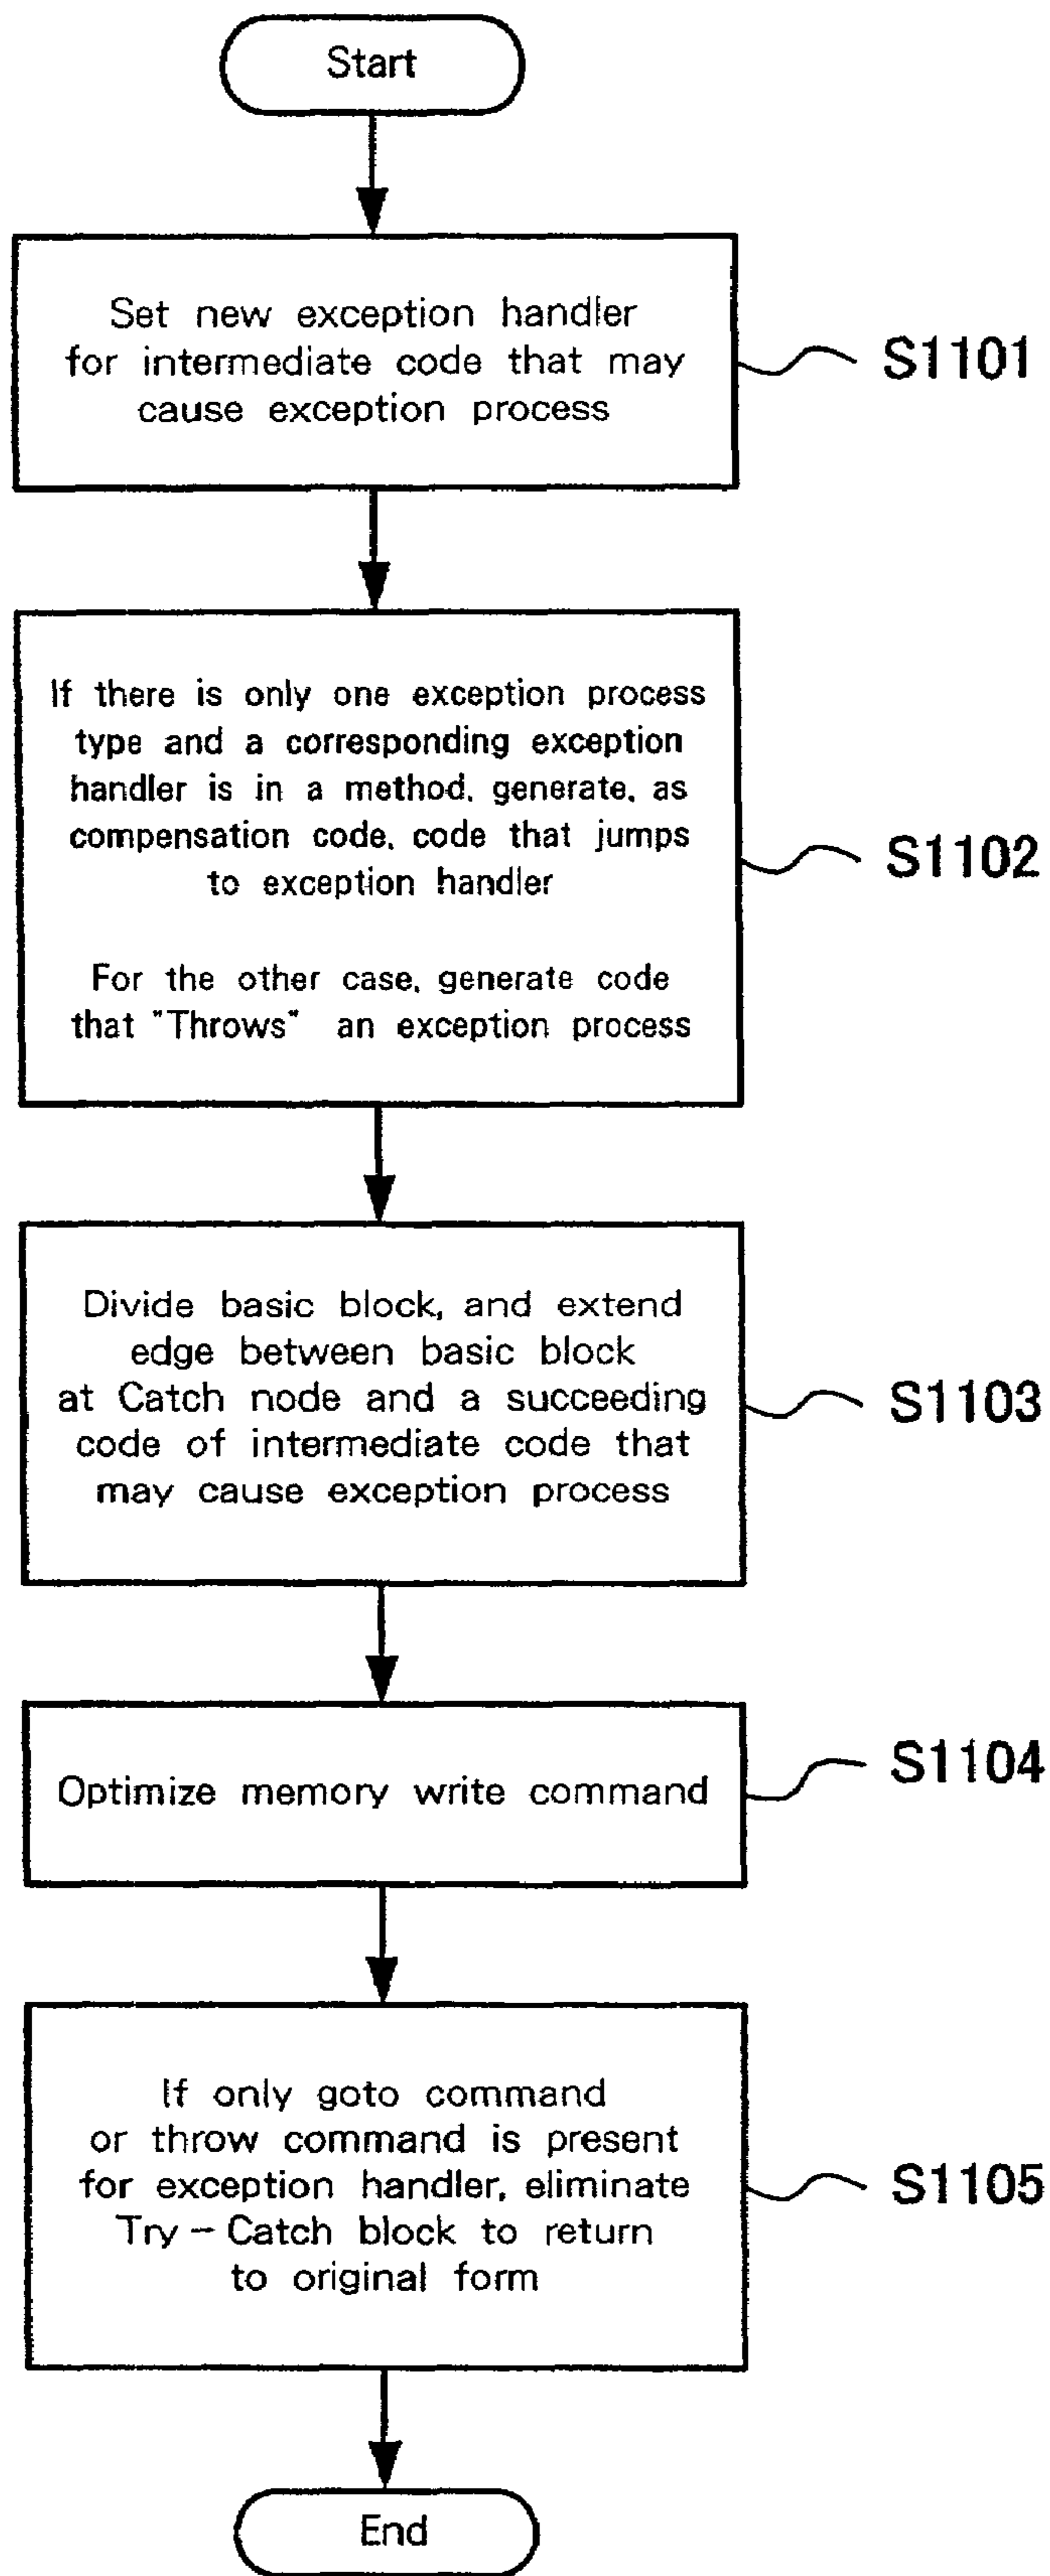 Start
Set new exception handler
for intermediate code that may
cause exception process
S1101
If there is only one exception process
type and a corresponding exception
handler is in a method, generate, as
compensation code, code that jumps
to exception handler
For the other case, generate code
that "Throws" an exception process
S1102
Divide basic block, and extend
edge between basic block
at Catch node and a succeeding
code of intermediate code that
may cause exception process
S1103
Optimize memory write command
S1104
If only goto command
or throw command is present
for exception handler, eliminate
Try-Catch block to return
to original form
S1105
End